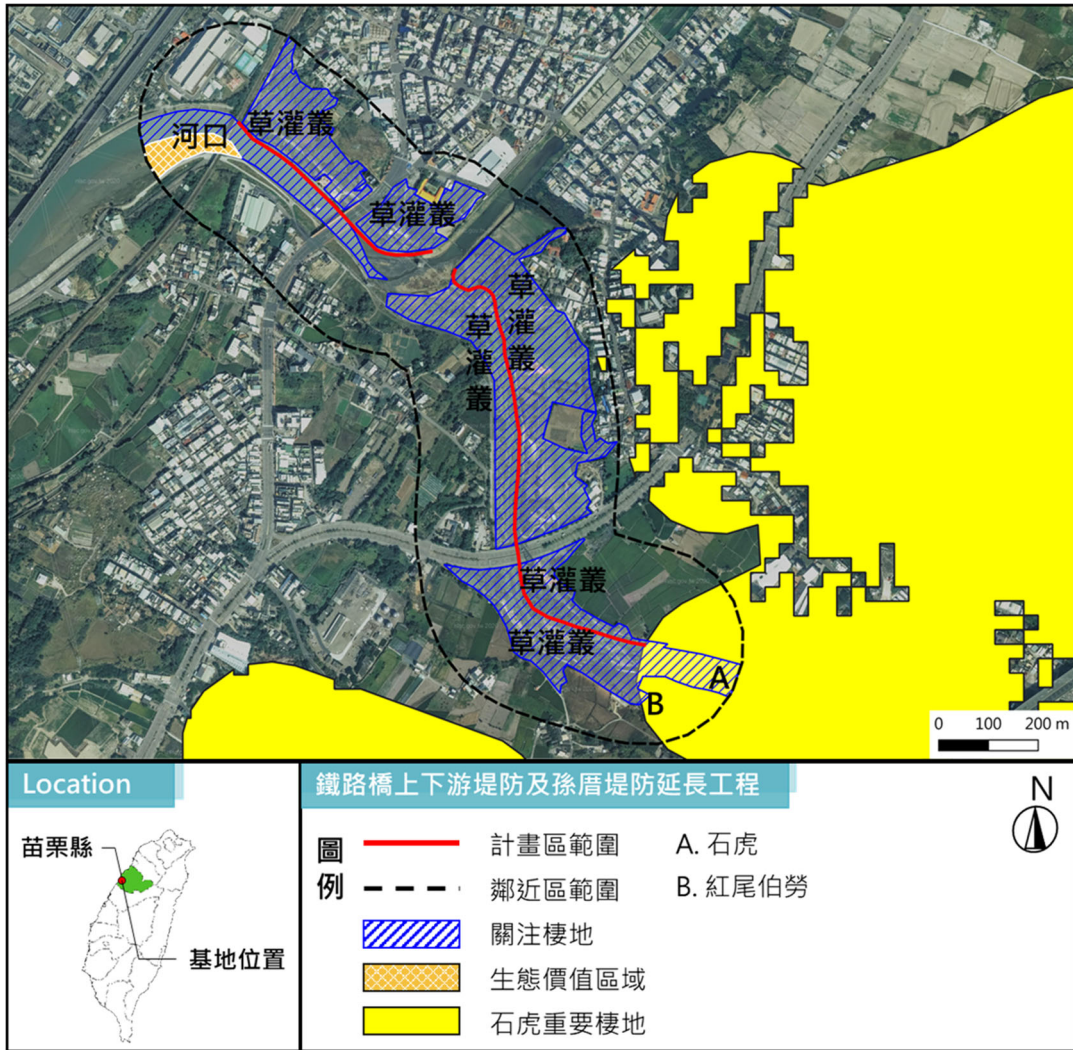 草灌叢
河口
草灌叢
草灌叢
草灌叢
草灌叢
草灌叢
A
B
0 100 200 m
Location
苗栗縣
基地位置
鐵路橋上下游堤防及孫厝堤防延長工程
N
圖例
計畫區範圍
A. 石虎
鄰近區範圍
B. 紅尾伯勞
關注棲地
生態價值區域
石虎重要棲地